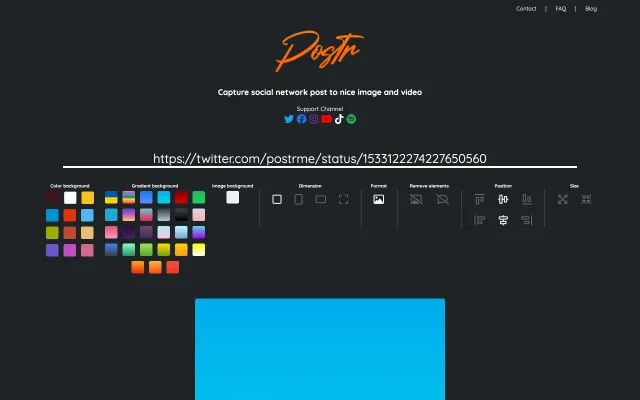 Contact | FAQ | Blog
Postr
Capture social network post to nice image and video
Support Channel
https://twitter.com/postrme/status/1533122274227650560
Color background Gradient background Image background Dimension Format Remove elements Position Size